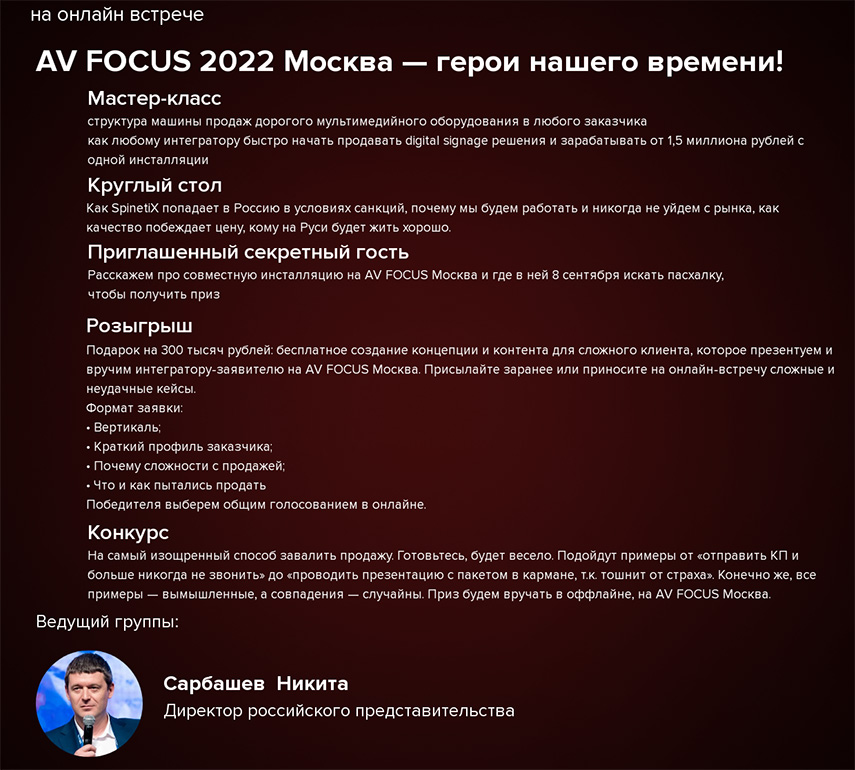 на онлайн встрече
AV FOCUS 2022 Москва — герои нашего времени!
Мастер-класс
структура машины продаж дорогого мультимедийного оборудования в любого заказчика
как любому интегратору быстро начать продавать digital signage решения и зарабатывать от 1,5 миллиона рублей с
одной инсталляции
Круглый стол
Как SpinetiX попадает в Россию в условиях санкций, почему мы будем работать и никогда не уйдем с рынка, как
качество побеждает цену, кому на Руси будет жить хорошо.
Приглашенный секретный гость
Расскажем про совместную инсталляцию на AV FOCUS Москва и где в ней 8 сентября искать пасхалку,
чтобы получить приз
Розыгрыш
Подарок на 300 тысяч рублей: бесплатное создание концепции и контента для сложного клиента, которое презентуем и
вручим интегратору-заявителю на AV FOCUS Москва. Присылайте заранее или приносите на онлайн-встречу сложные и
неудачные кейсы.
Формат заявки:
• Вертикаль;
• Краткий профиль заказчика;
• Почему сложности с продажей;
• Что и как пытались продать
Победителя выберем общим голосованием в онлайне.
Конкурс
На самый изощренный способ завалить продажу. Готовьтесь, будет весело. Подойдут примеры от «отправить КП и
больше никогда не звонить» до «проводить презентацию с пакетом в кармане, т.к. тошнит от страха». Конечно же, все
примеры — вымышленные, а совпадения — случайны. Приз будем вручать в оффлайне, на AV FOCUS Москва.
Ведущий группы:
Сарбашев Никита
Директор российского представительства